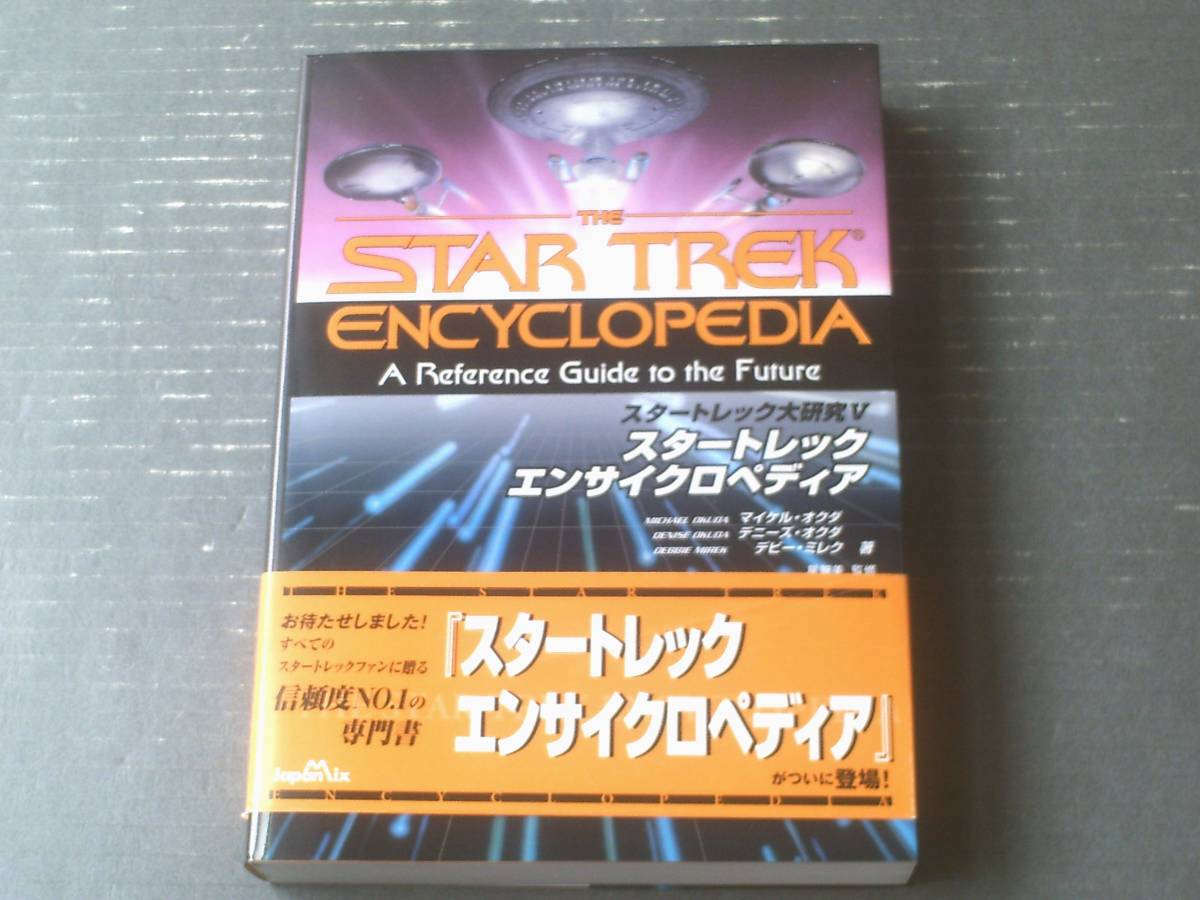 THE
STAR TREK®
ENCYCLOPEDIA
A Reference Guide to the Future
スタートレック大研究 V
スタートレック
エンサイクロペディア
MICHAEL OKUDA マイケル・オクダ
DENISE OKUDA デニーズ・オクダ
DEBBIE MIREK デビー・ミレク 著
監修
THE STAR TREK
お待たせしました!
すべての
スタートレックファンに贈る
信頼度NO.1の
専門書
『スタートレック
エンサイクロペディア』
がついに登場!
JapanMix
ENCYCLOPEDIA